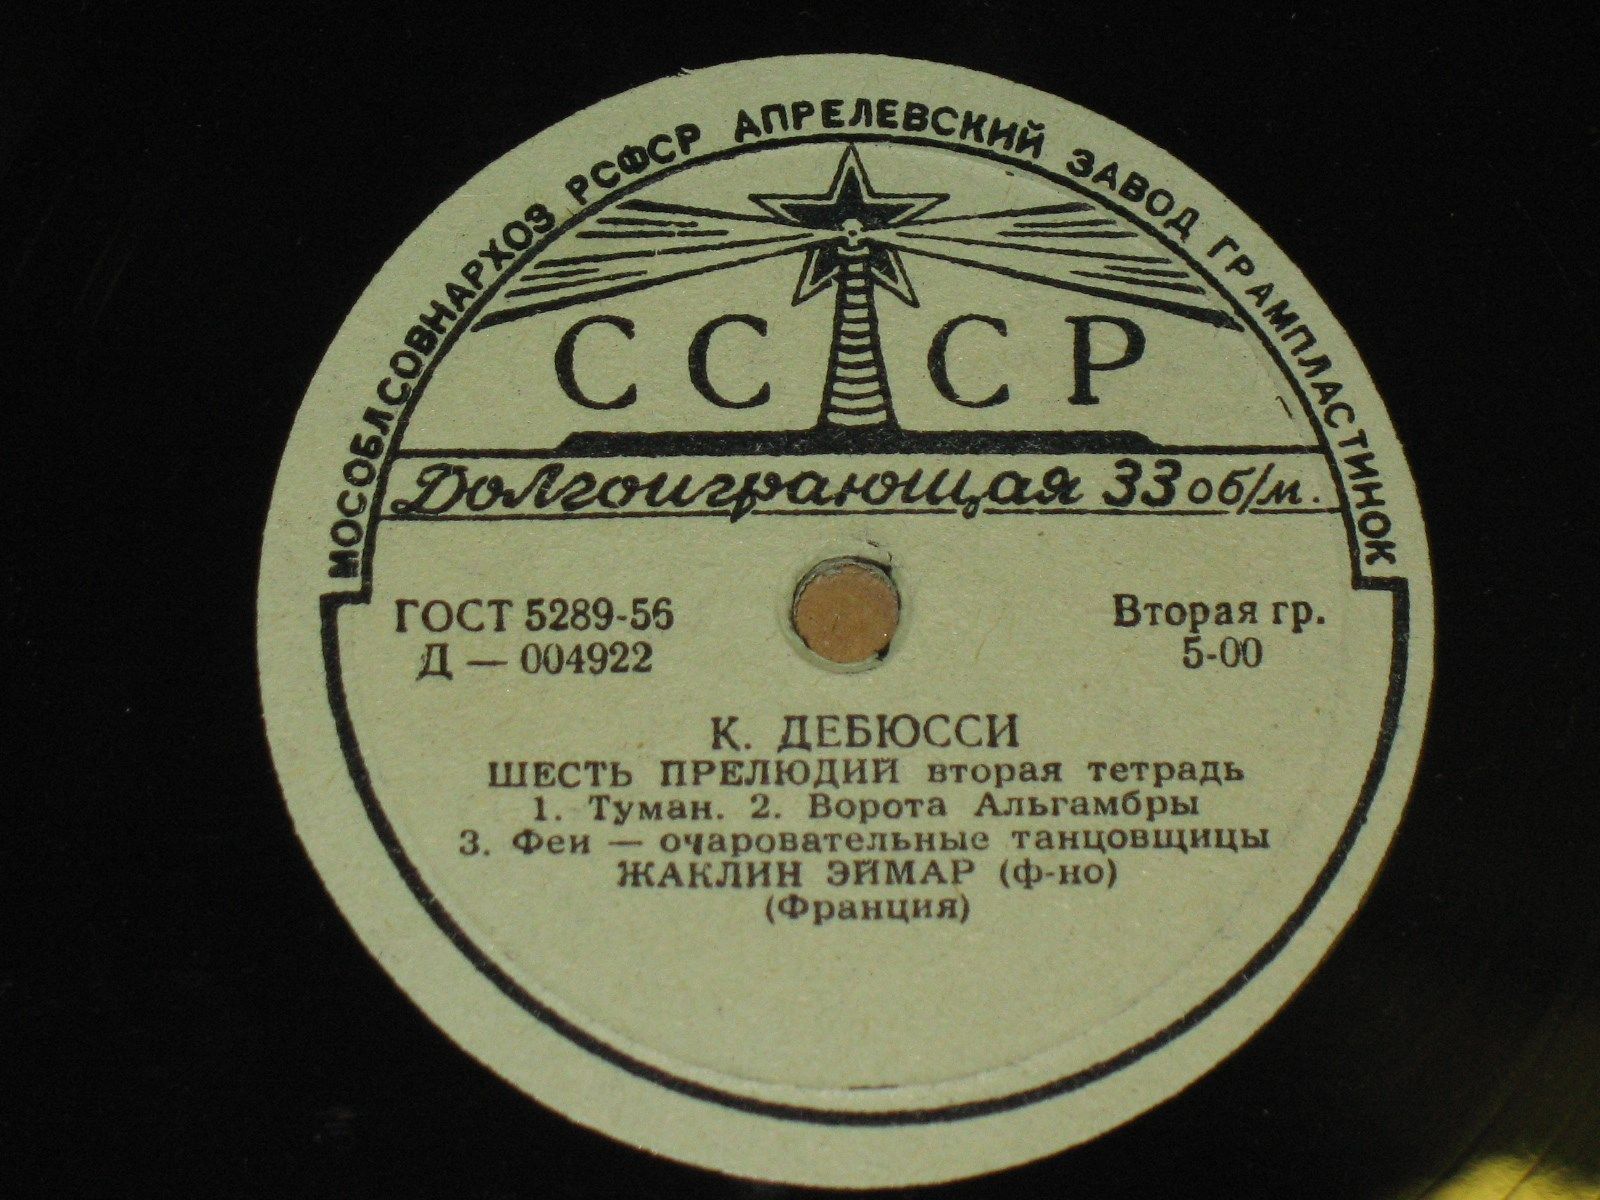 МОСОБЛСОВНАРХОЗ РСФСР АПРЕЛЕВСКИЙ ЗАВОД ГРАМПЛАСТИНОК
СССР
Долгоиграющая 33 об/м.
ГОСТ 5289-56
Д — 004922
Вторая гр.
5-00
К. ДЕБЮССИ
ШЕСТЬ ПРЕЛЮДИЙ вторая тетрадь
1. Туман. 2. Ворота Альгамбры
3. Феи — очаровательные танцовщицы
ЖАКЛИН ЭЙМАР (ф-но)
(Франция)